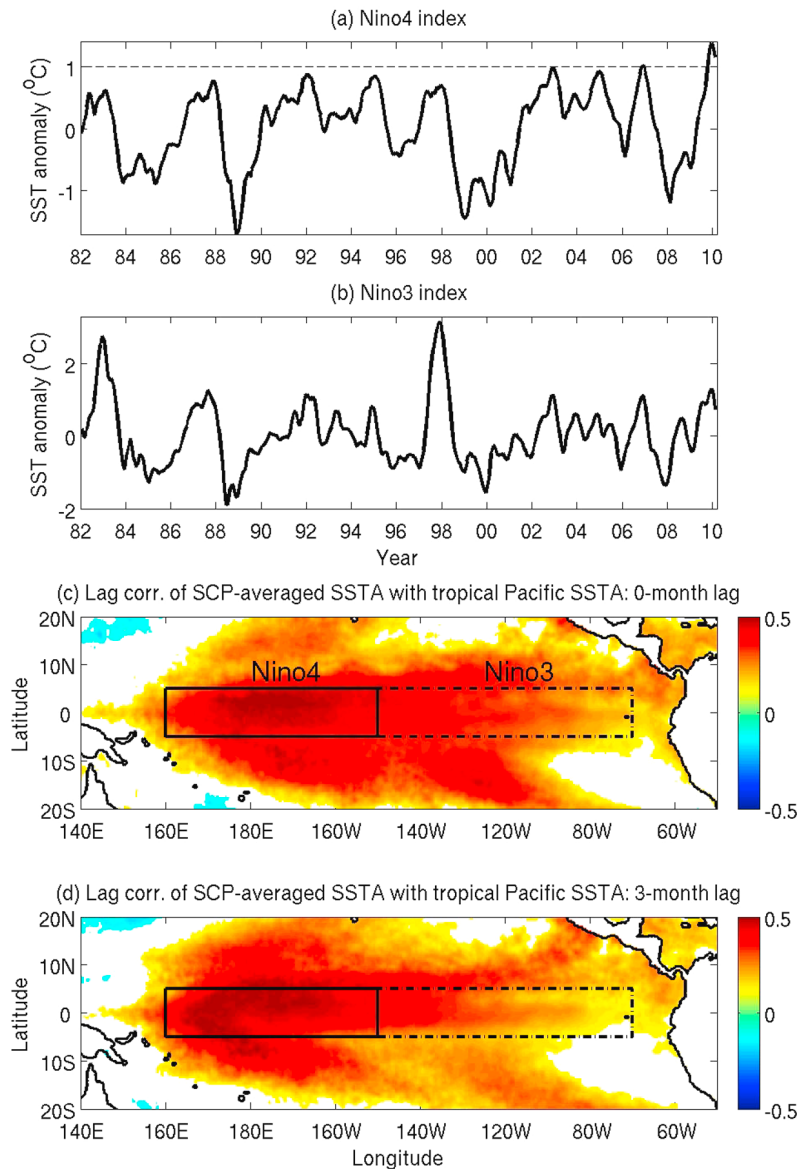 (a) Nino4 index
SST anomaly (°C)
1
0
-1
82 84 86 88 90 92 94 96 98 00 02 04 06 08 10
(b) Nino3 index
SST anomaly (°C)
2
0
-2
82 84 86 88 90 92 94 96 98 00 02 04 06 08 10
Year
(c) Lag corr. of SCP-averaged SSTA with tropical Pacific SSTA: 0-month lag
Latitude
20N
10N
0
10S
20S
Nino4 Nino3
140E 160E 180E 160W 140W 120W 100W 80W 60W
0.5
0
-0.5
(d) Lag corr. of SCP-averaged SSTA with tropical Pacific SSTA: 3-month lag
Latitude
20N
10N
0
10S
20S
140E 160E 180E 160W 140W 120W 100W 80W 60W
Longitude
0.5
0
-0.5